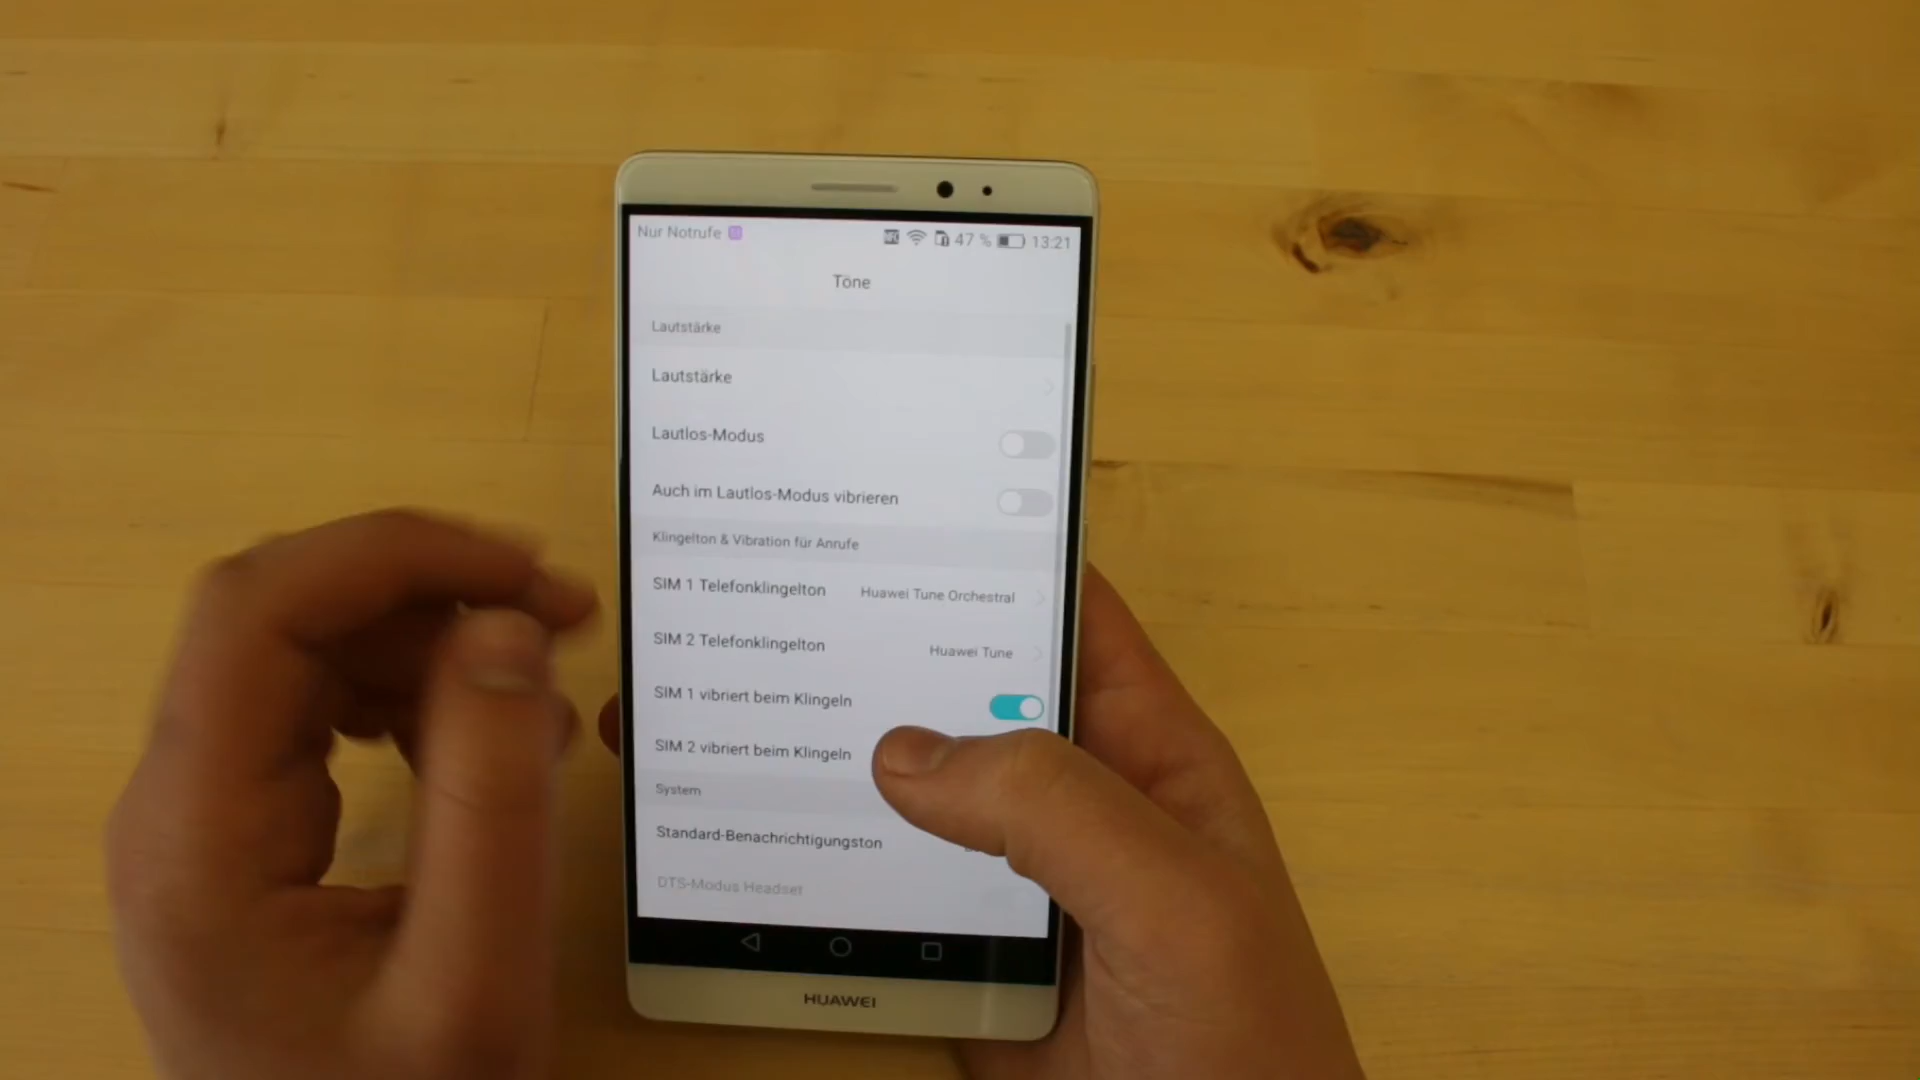 Nur Notrufe 47 % 13:21
Töne
Lautstärke
Lautstärke
Lautlos-Modus
Auch im Lautlos-Modus vibrieren
Klingelton & Vibration für Anrufe
SIM 1 Telefonklingelton Huawei Tune Orchestral
SIM 2 Telefonklingelton Huawei Tune
SIM 1 vibriert beim Klingeln
SIM 2 vibriert beim Klingeln
System
Standard-Benachrichtigungston
DTS-Modus Headset
HUAWEI